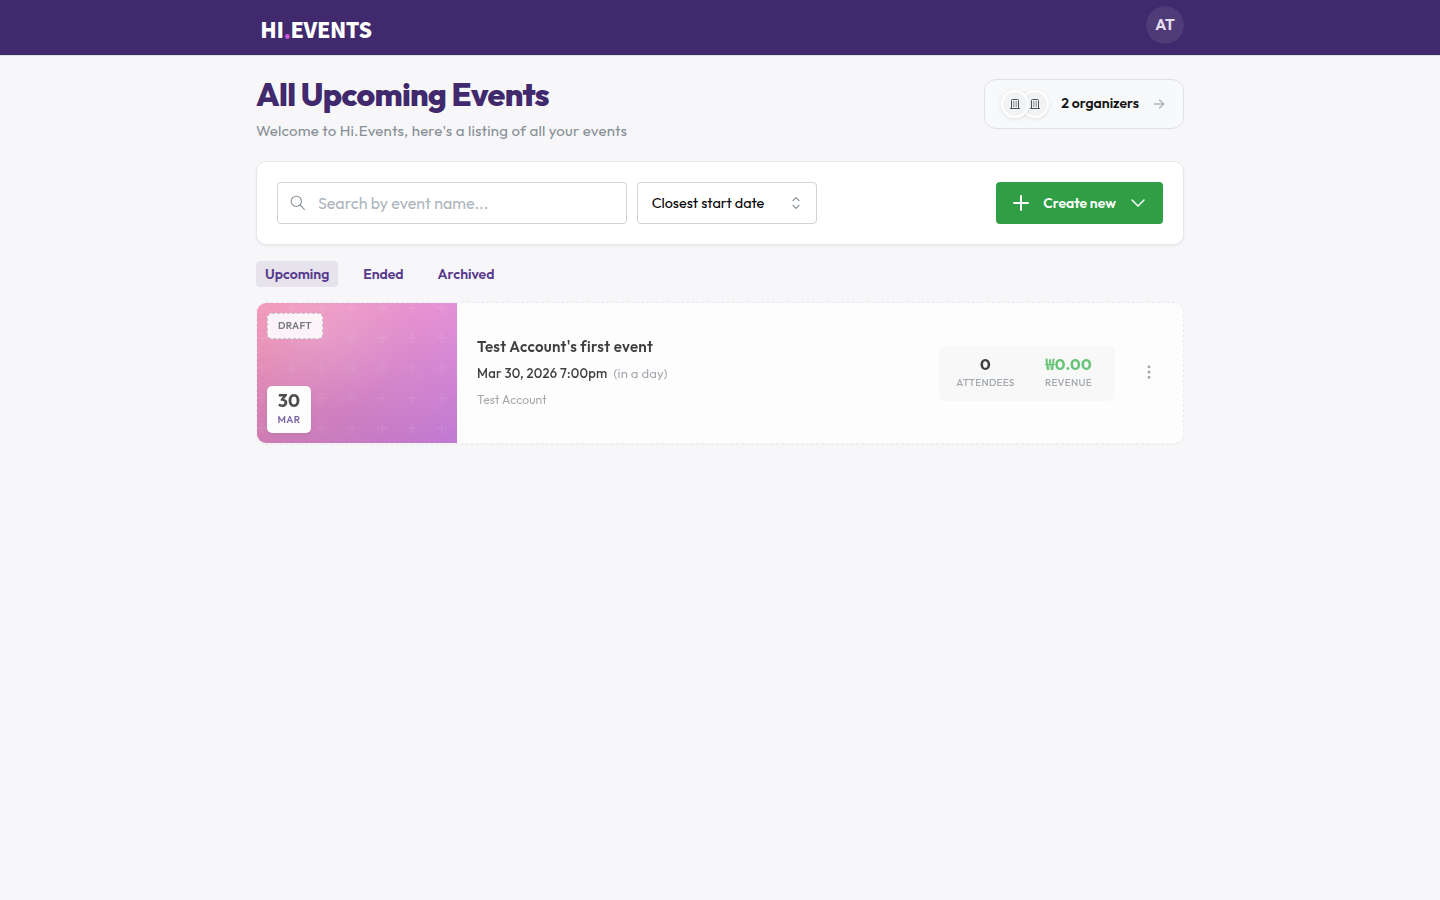 HI.EVENTS
AT
All Upcoming Events
Welcome to Hi.Events, here's a listing of all your events
2 organizers
Search by event name...
Closest start date
Create new
Upcoming
Ended
Archived
DRAFT
30
MAR
Test Account's first event
Mar 30, 2026 7:00pm (in a day)
Test Account
0
ATTENDEES
₩0.00
REVENUE